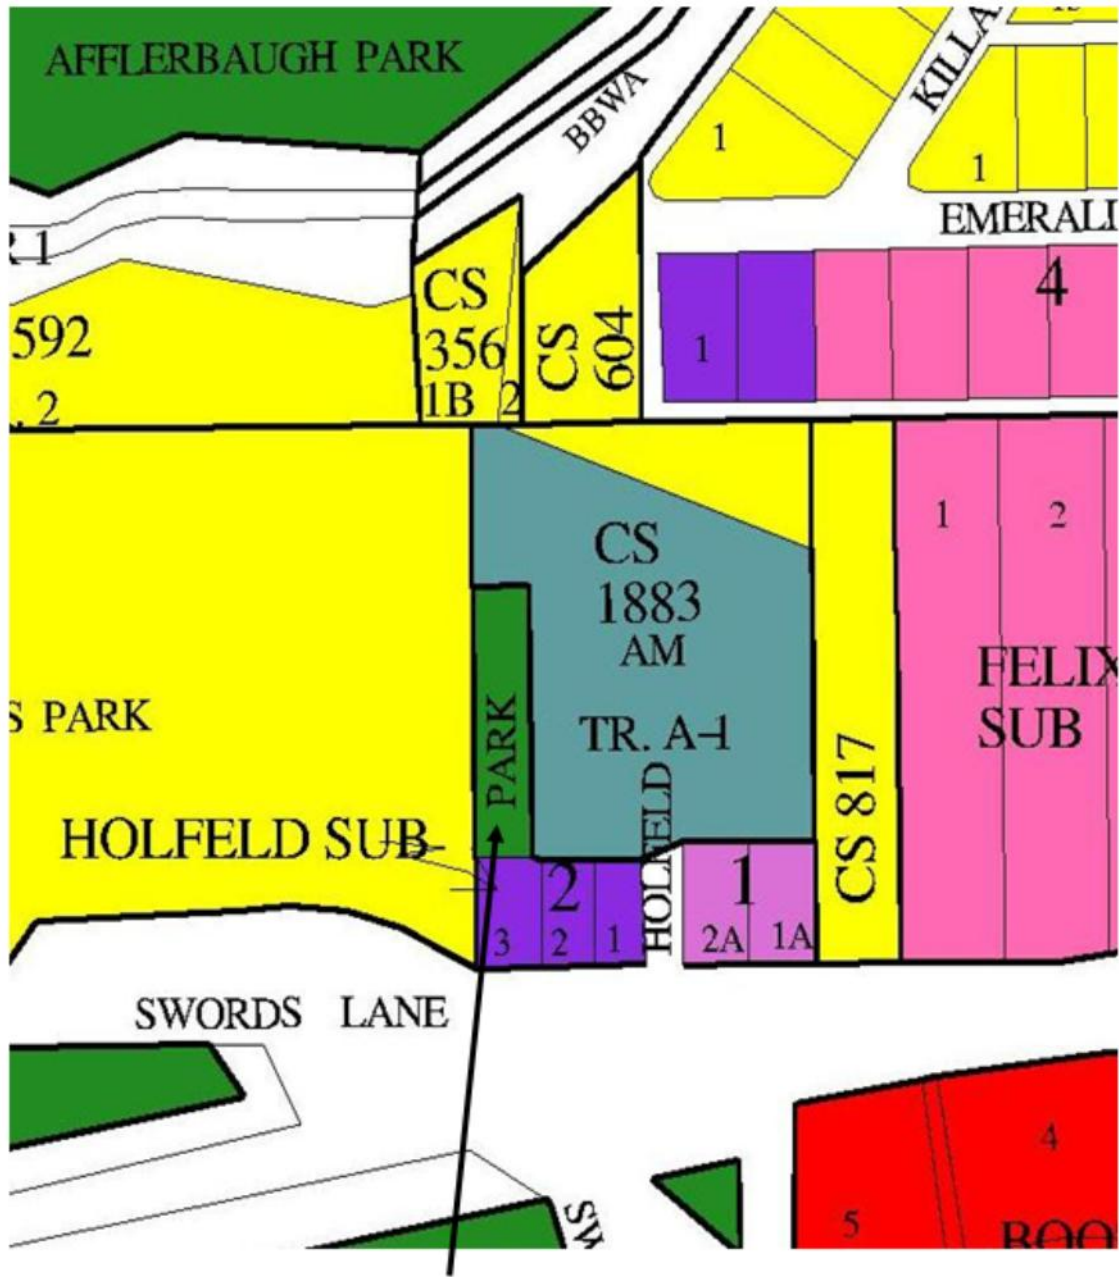 AFFLERBAUGH PARK
BBWA
1
1
EMERALI
R 1
CS
356
1B 2
CS
604
592
. 2
1
4
CS
1883
AM
TR. A-1
1
2
FELIX
SUB
S PARK
PARK
HOLFELD SUB
HOLFELD
CS 817
2
3
2
1
1
2A
1A
SWORDS LANE
4
5